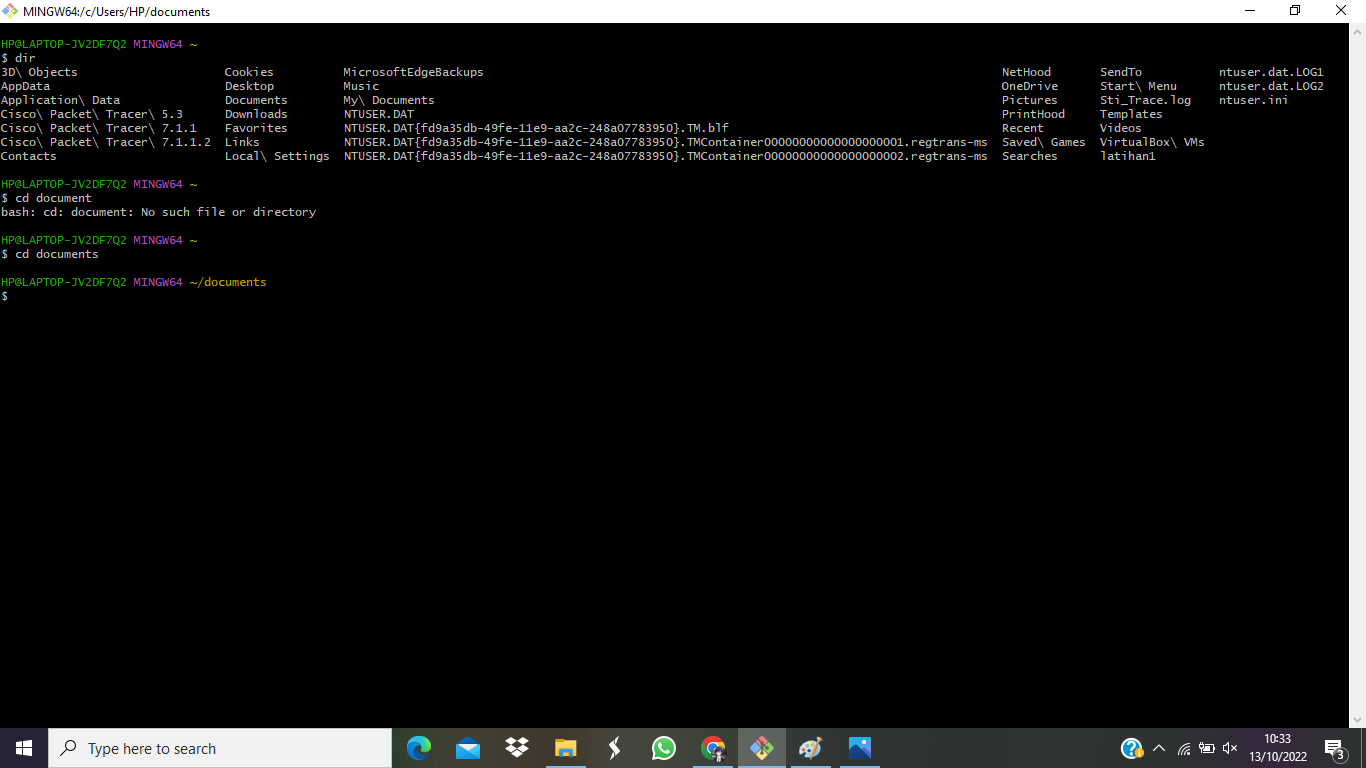 MINGW64:/c/Users/HP/documents
HP@LAPTOP-JV2DF7Q2 MINGW64 ~
$ dir
3D\ Objects Cookies MicrosoftEdgeBackups NetHood SendTo ntuser.dat.LOG1
AppData Desktop Music OneDrive Start\ Menu ntuser.dat.LOG2
Application\ Data Documents My\ Documents Pictures Sti_Trace.log ntuser.ini
Cisco\ Packet\ Tracer\ 5.3 Downloads NTUSER.DAT PrintHood Templates
Cisco\ Packet\ Tracer\ 7.1.1 Favorites NTUSER.DAT{fd9a35db-49fe-11e9-aa2c-248a07783950}.TM.blf Recent Videos
Cisco\ Packet\ Tracer\ 7.1.1.2 Links NTUSER.DAT{fd9a35db-49fe-11e9-aa2c-248a07783950}.TMContainer00000000000000000001.regtrans-ms Saved\ Games VirtualBox\ VMs
Contacts Local\ Settings NTUSER.DAT{fd9a35db-49fe-11e9-aa2c-248a07783950}.TMContainer00000000000000000002.regtrans-ms Searches latihan1
HP@LAPTOP-JV2DF7Q2 MINGW64 ~
$ cd document
bash: cd: document: No such file or directory
HP@LAPTOP-JV2DF7Q2 MINGW64 ~
$ cd documents
HP@LAPTOP-JV2DF7Q2 MINGW64 ~/documents
$
Type here to search
10:33
13/10/2022
3